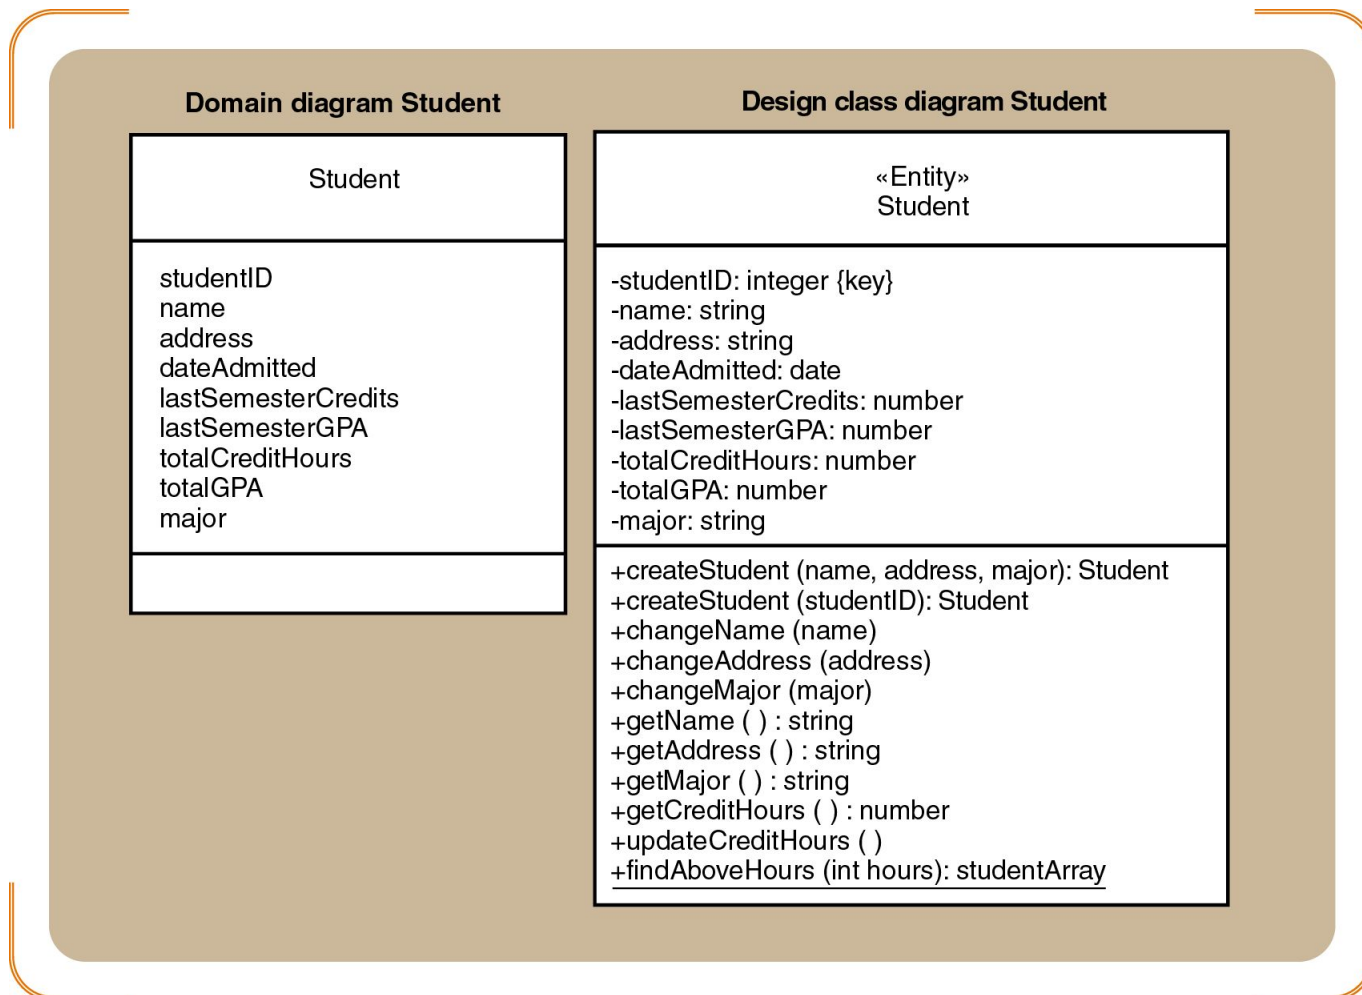 Domain diagram Student
Student
studentID
name
address
dateAdmitted
lastSemesterCredits
lastSemesterGPA
totalCreditHours
totalGPA
major
Design class diagram Student
«Entity»
Student
-studentID: integer {key}
-name: string
-address: string
-dateAdmitted: date
-lastSemesterCredits: number
-lastSemesterGPA: number
-totalCreditHours: number
-totalGPA: number
-major: string
+createStudent (name, address, major): Student
+createStudent (studentID): Student
+changeName (name)
+changeAddress (address)
+changeMajor (major)
+getName ( ) : string
+getAddress ( ) : string
+getMajor ( ) : string
+getCreditHours ( ) : number
+updateCreditHours ( )
+findAboveHours (int hours): studentArray